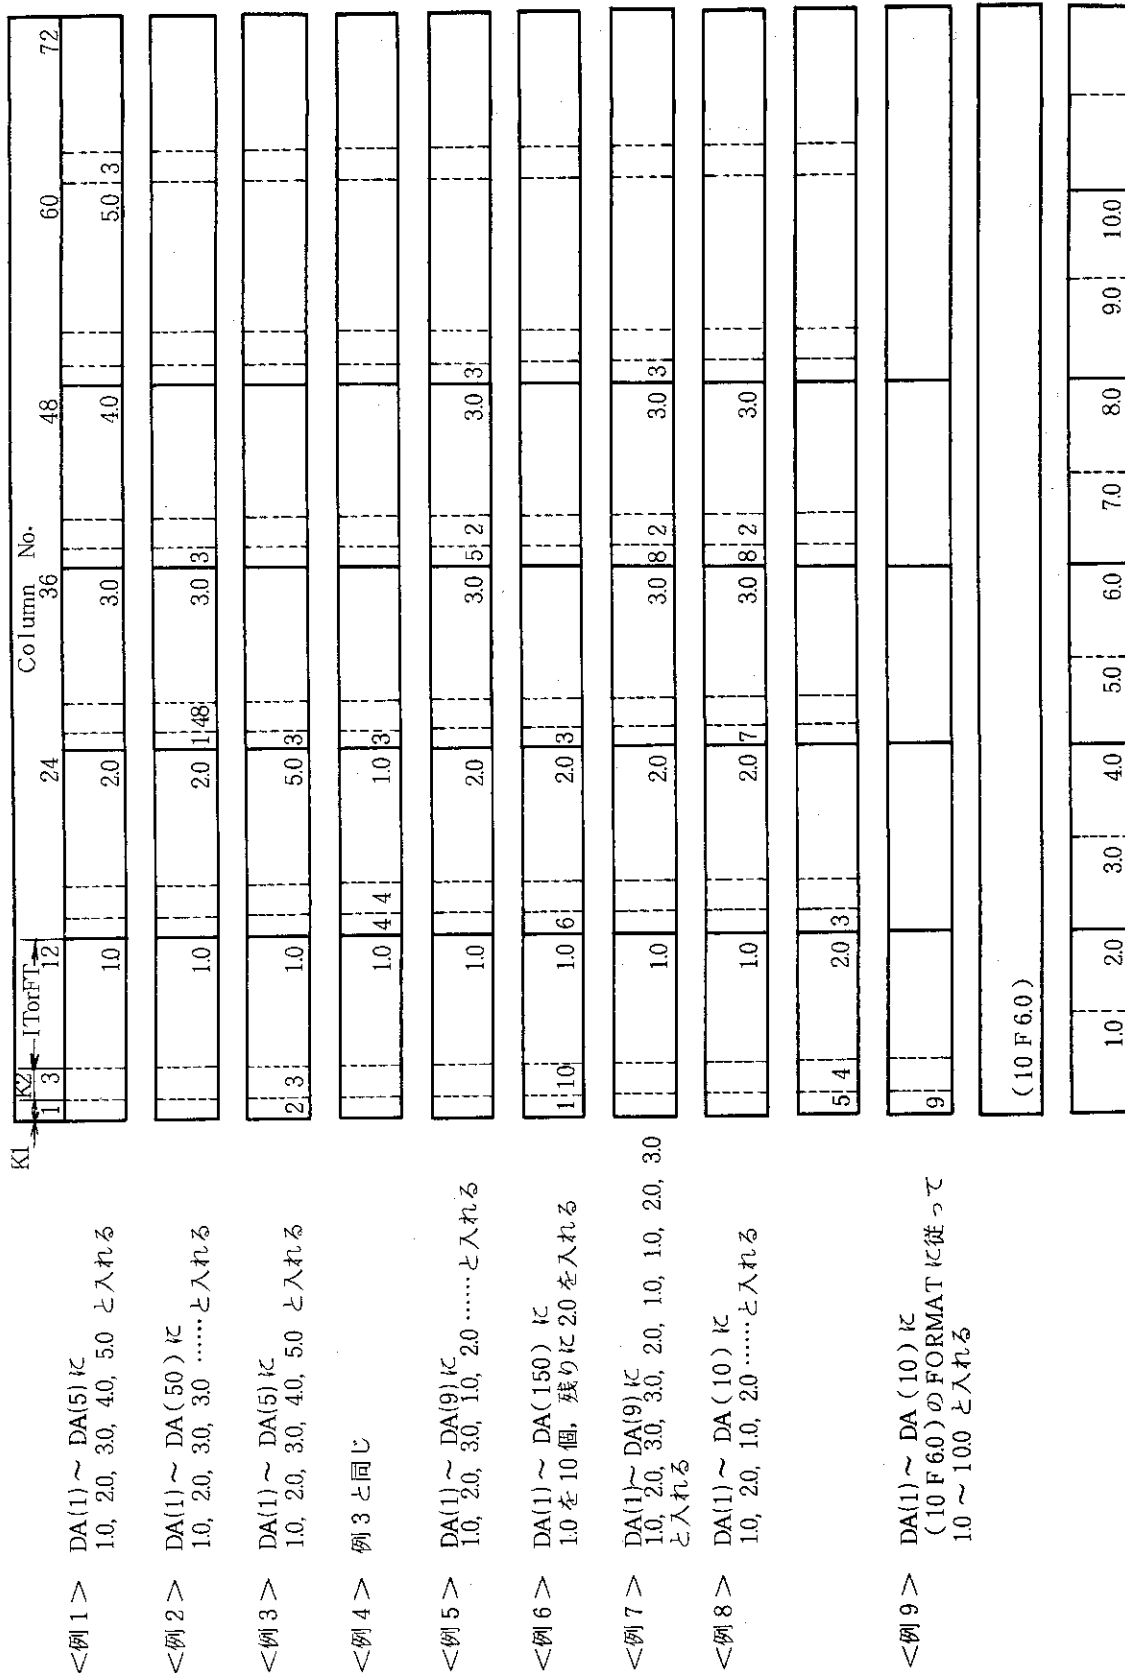 K1 K2 ITorFT Column No.
1 3 12 24 36 48 60 72
<例1> DA(1)~DA(5)に
1.0, 2.0, 3.0, 4.0, 5.0 と入れる
1.0 2.0 3.0 4.0 5.0 3
<例2> DA(1)~DA(50)に
1.0, 2.0, 3.0, 3.0 ……と入れる
1.0 2.0 1 48 3.0 3
<例3> DA(1)~DA(5)に
1.0, 2.0, 3.0, 4.0, 5.0 と入れる
2 3 1.0 5.0 3
<例4> 例3と同じ
1.0 4 4 1.0 3
<例5> DA(1)~DA(9)に
1.0, 2.0, 3.0, 1.0, 2.0 ……と入れる
1.0 2.0 3.0 5 2 3.0 3
<例6> DA(1)~DA(150)に
1.0を10個, 残りに2.0を入れる
1 10 1.0 6 2.0 3
<例7> DA(1)~DA(9)に
1.0, 2.0, 3.0, 3.0, 2.0, 1.0, 1.0, 2.0, 3.0
と入れる
1.0 2.0 3.0 8 2 3.0 3
<例8> DA(1)~DA(10)に
1.0, 2.0, 1.0, 2.0 ……と入れる
1.0 2.0 7 3.0 8 2 3.0
5 4 2.0 3
<例9> DA(1)~DA(10)に
(10F6.0)のFORMATに従って
1.0~10.0と入れる
9
(10F6.0)
1.0 2.0 3.0 4.0 5.0 6.0 7.0 8.0 9.0 10.0